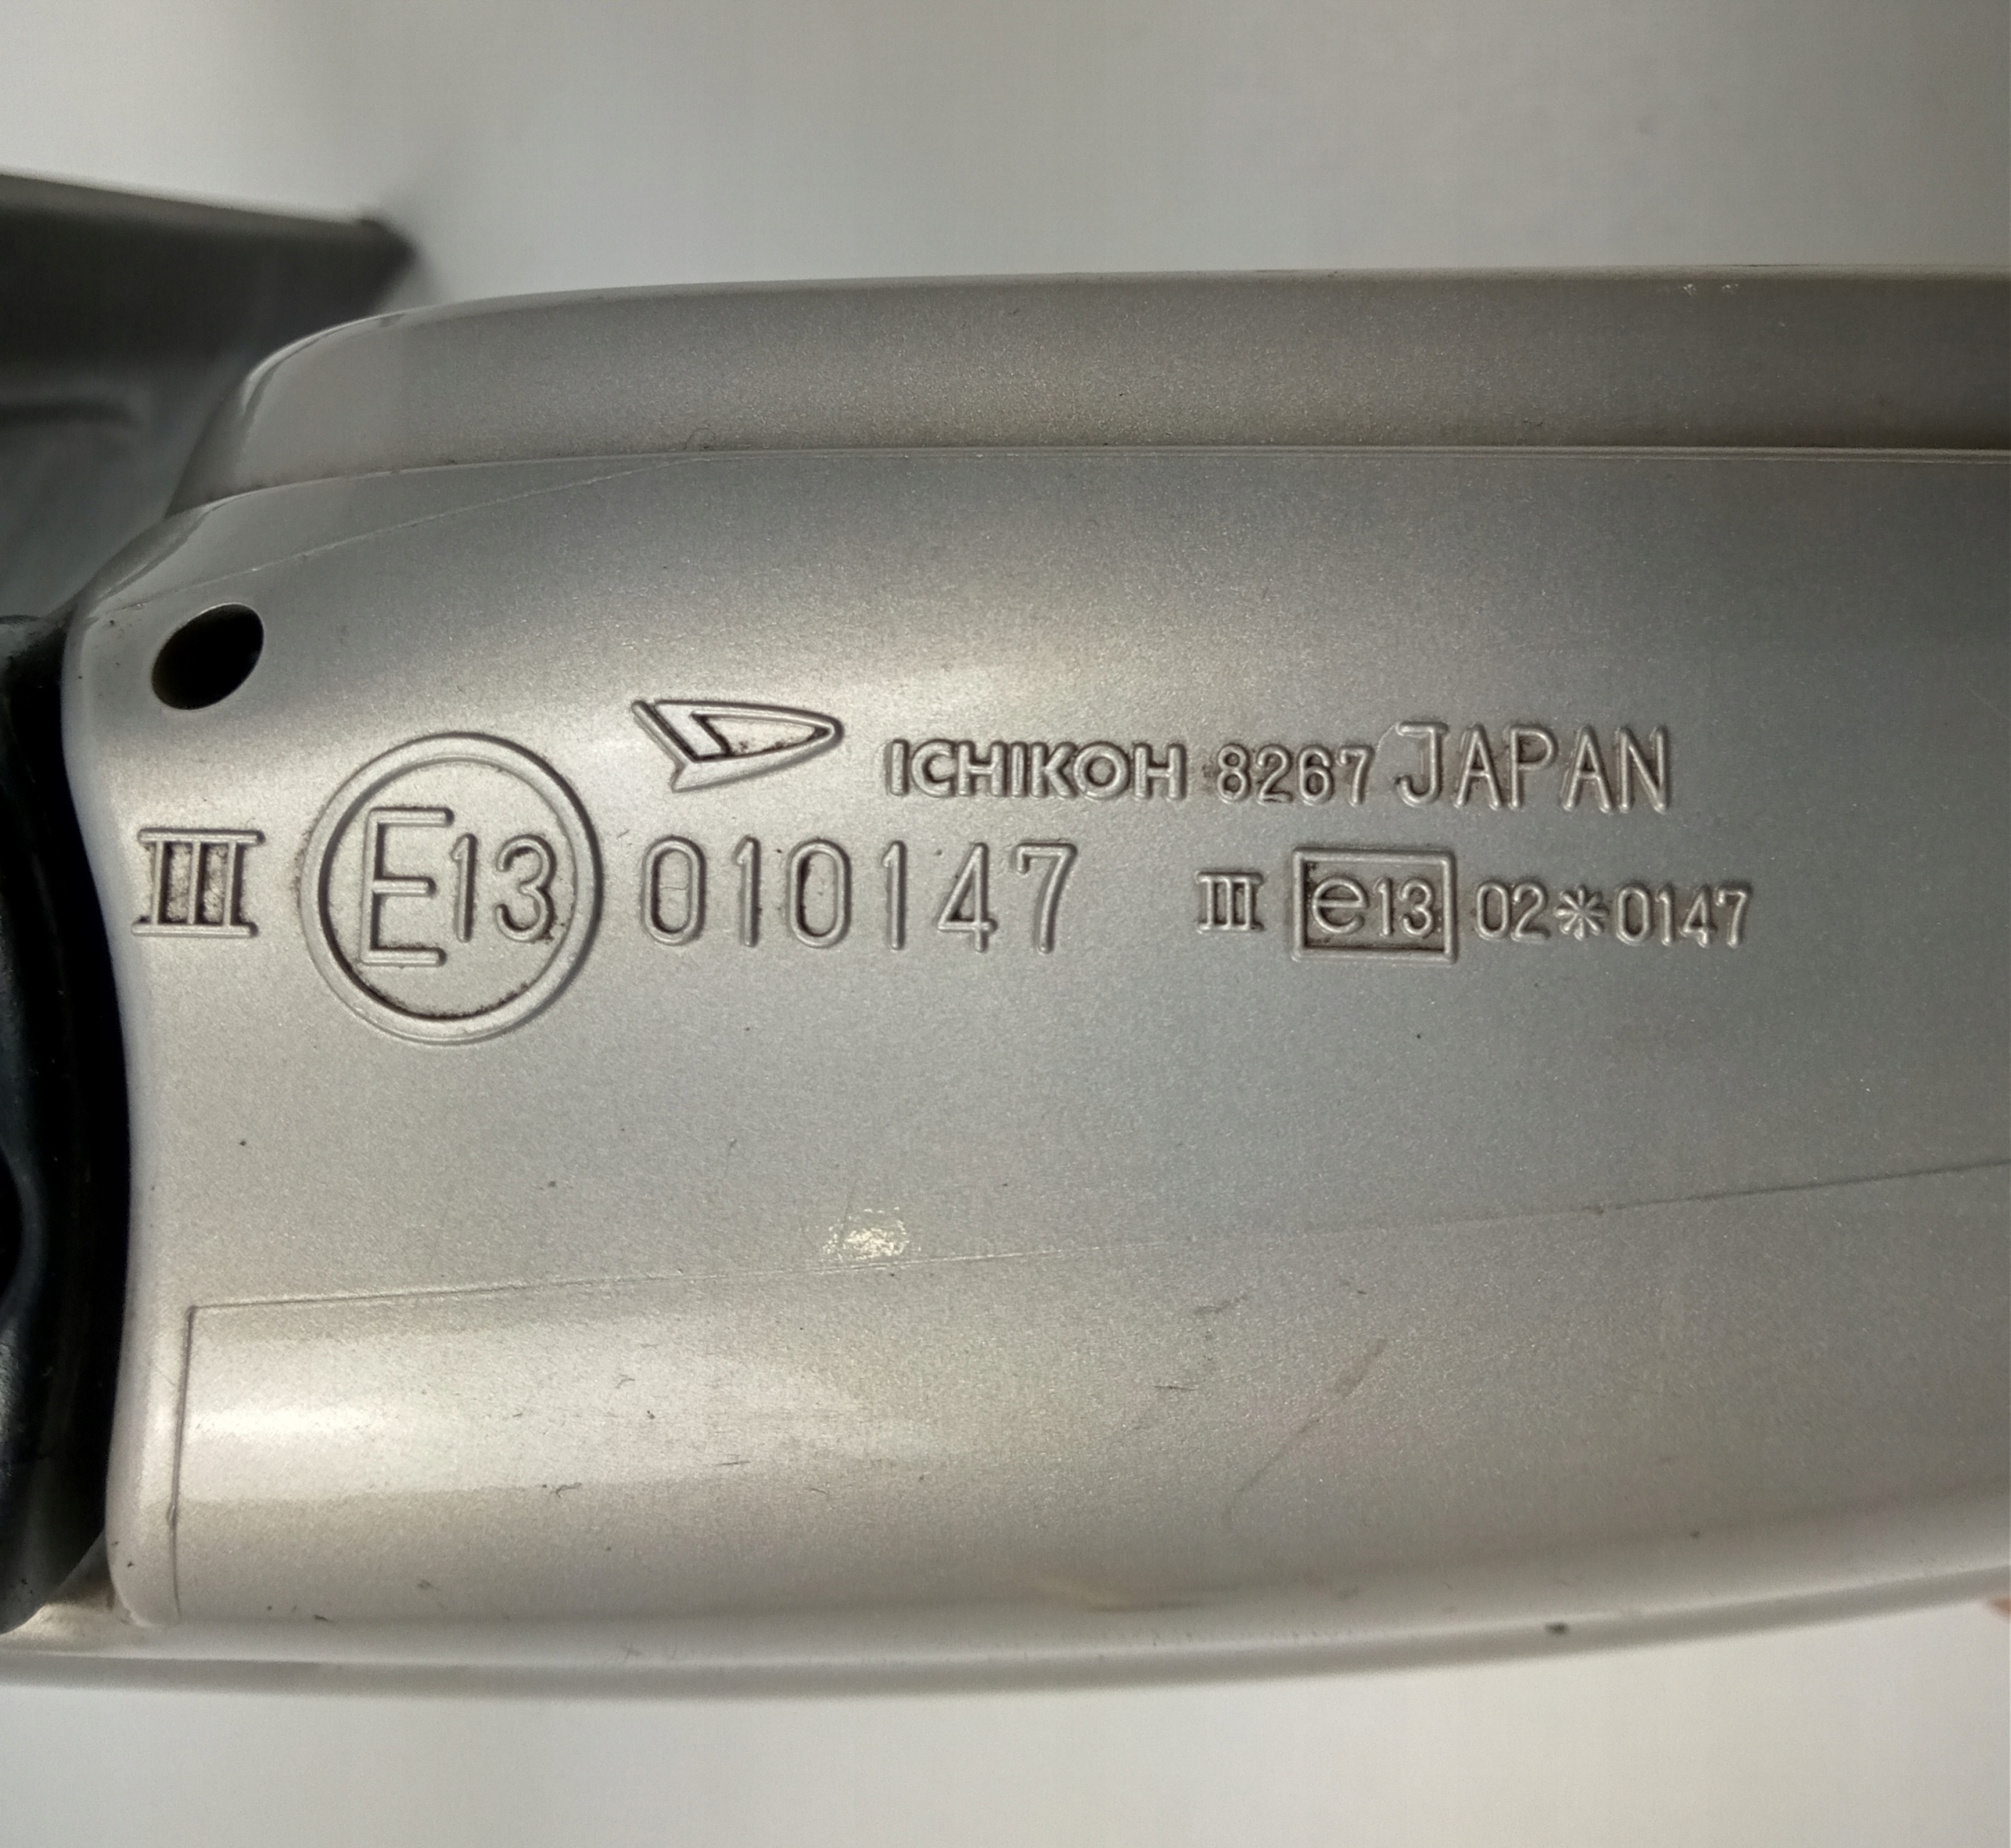 ICHIKOH 8267 JAPAN
III E13 010147 III e13 02*0147